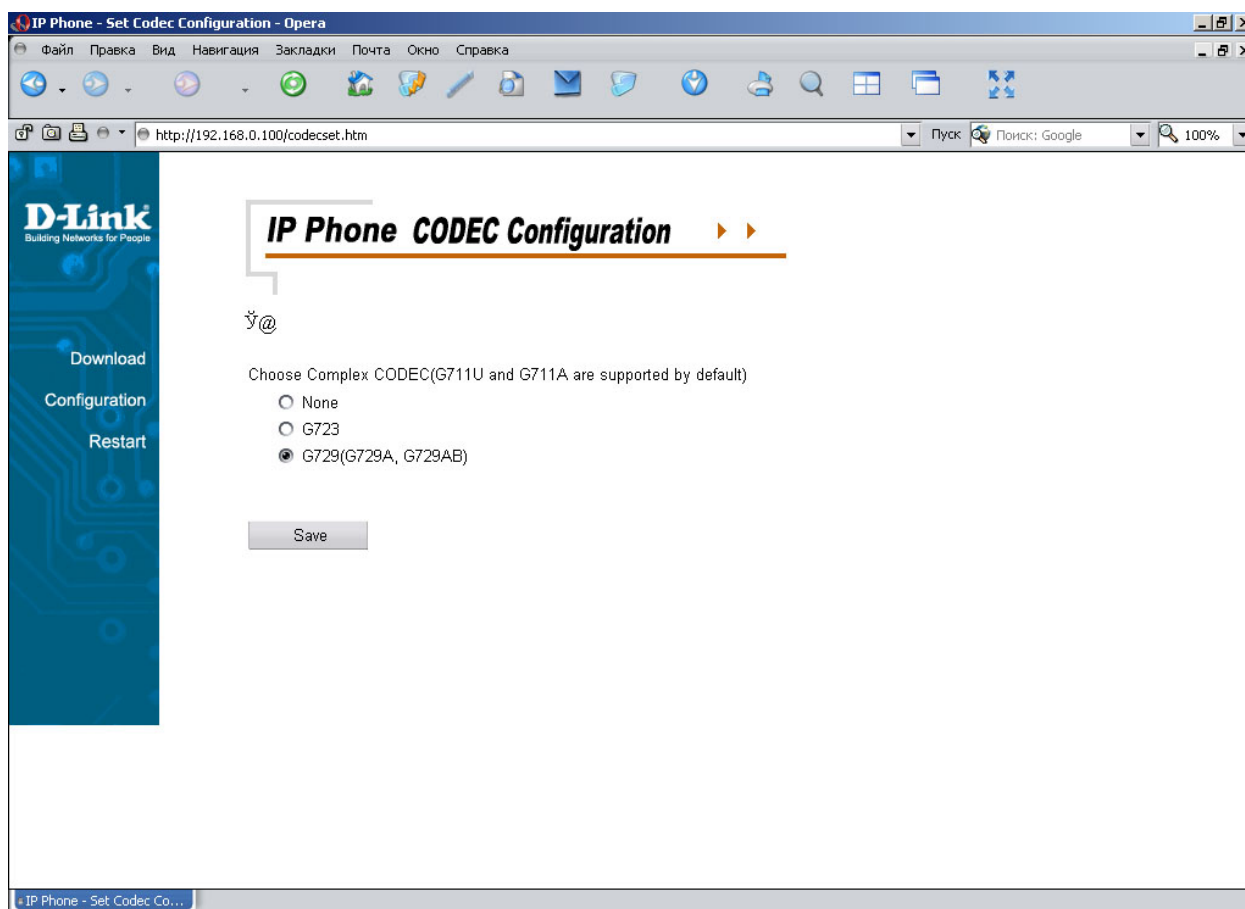 IP Phone - Set Codec Configuration - Opera
Файл Правка Вид Навигация Закладки Почта Окно Справка
http://192.168.0.100/codecset.htm Пуск Поиск: Google 100%
D-Link
Building Networks for People
IP Phone CODEC Configuration
Ў@
Download
Configuration
Restart
Choose Complex CODEC(G711U and G711A are supported by default)
None
G723
G729(G729A, G729AB)
Save
IP Phone - Set Codec Co...